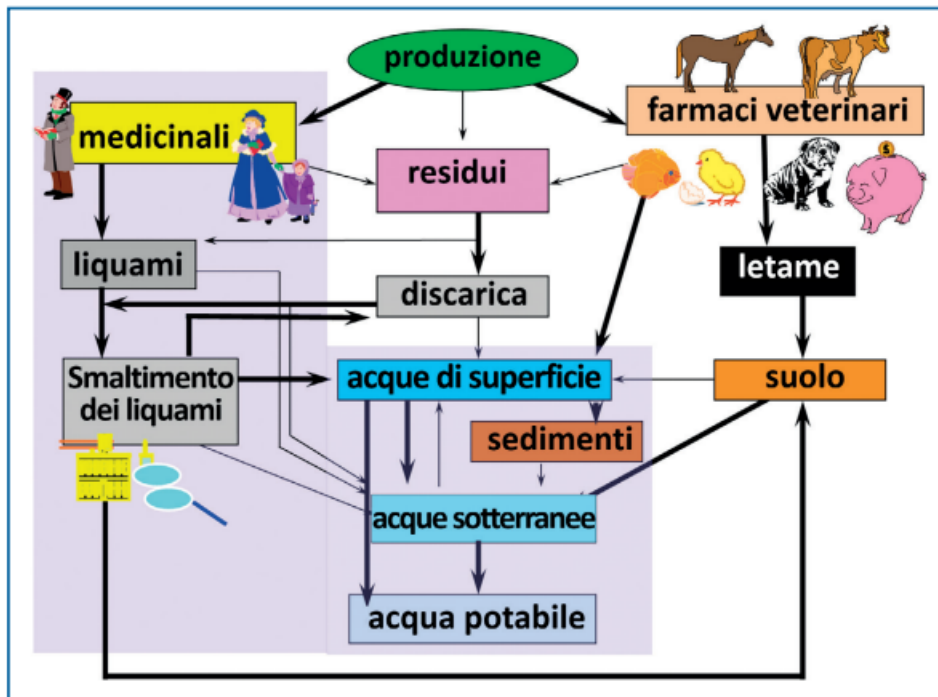 produzione
medicinali
farmaci veterinari
residui
$
liquami
discarica
letame
Smaltimento
dei liquami
acque di superficie
suolo
sedimenti
acque sotterranee
acqua potabile